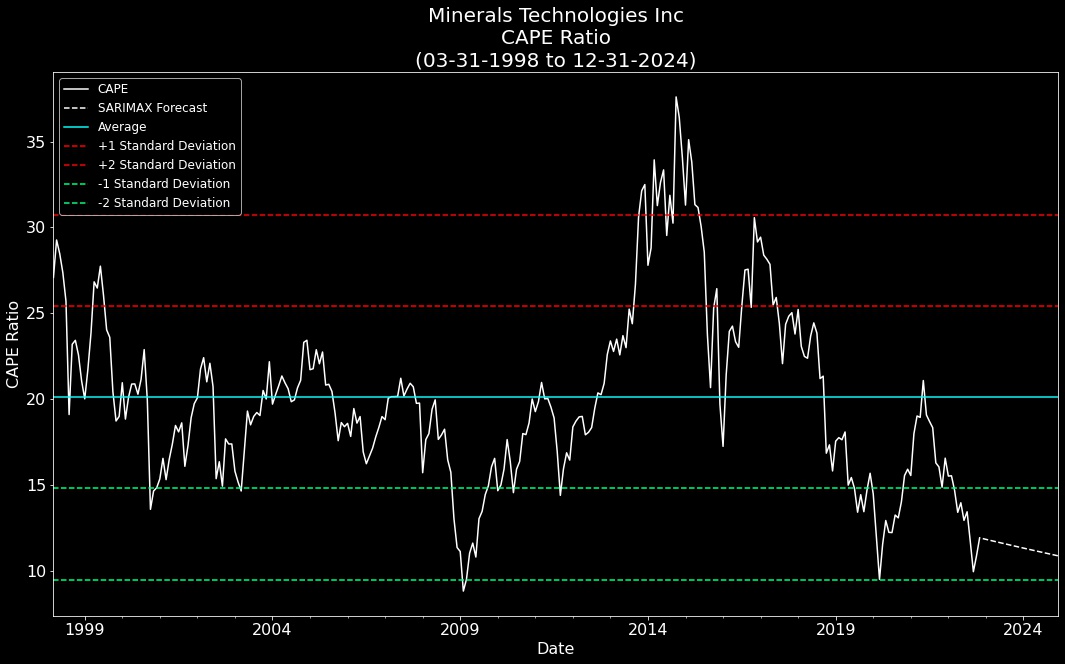 Minerals Technologies Inc
CAPE Ratio
(03-31-1998 to 12-31-2024)
CAPE
SARIMAX Forecast
Average
+1 Standard Deviation
+2 Standard Deviation
-1 Standard Deviation
-2 Standard Deviation
CAPE Ratio
35
30
25
20
15
10
1999
2004
2009
2014
2019
2024
Date